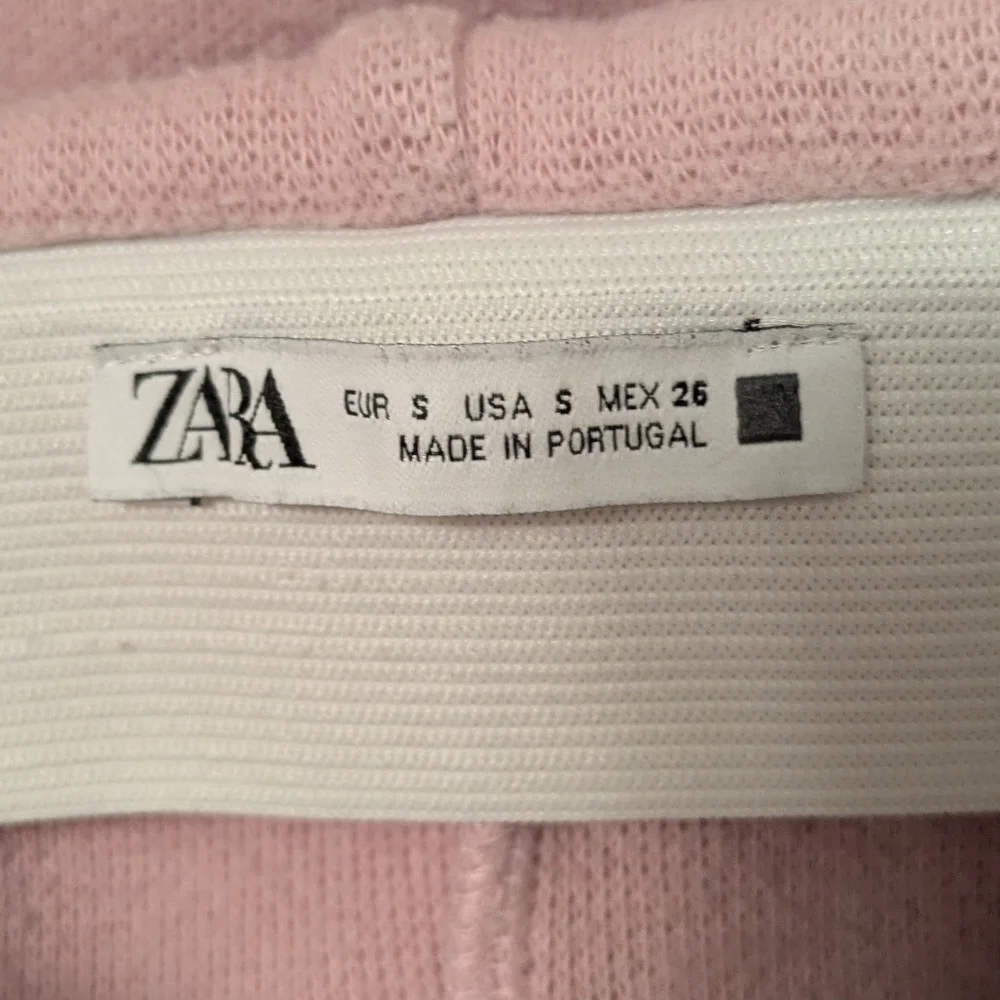 ZARA
EUR S USA S MEX 26
MADE IN PORTUGAL